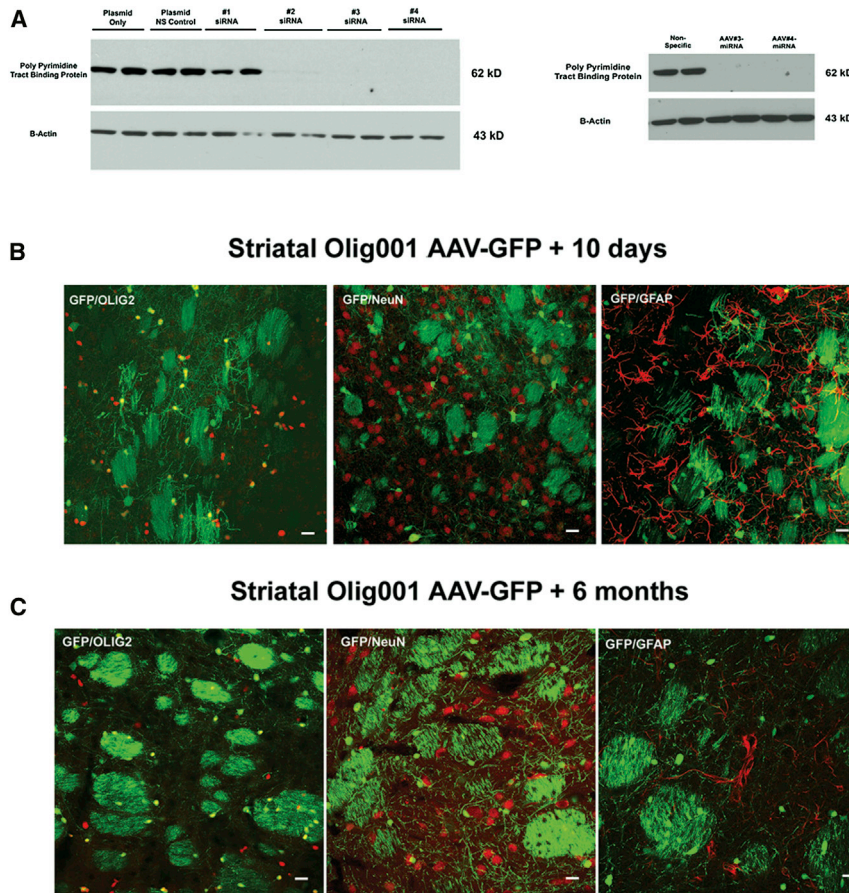 A
Plasmid Only
Plasmid NS Control
#1 siRNA
#2 siRNA
#3 siRNA
#4 siRNA
Poly Pyrimidine Tract Binding Protein
62 kD
B-Actin
43 kD
Non-Specific
AAV#3-miRNA
AAV#4-miRNA
Poly Pyrimidine Tract Binding Protein
62 kD
B-Actin
43 kD
B
Striatal Olig001 AAV-GFP + 10 days
GFP/OLIG2
GFP/NeuN
GFP/GFAP
C
Striatal Olig001 AAV-GFP + 6 months
GFP/OLIG2
GFP/NeuN
GFP/GFAP